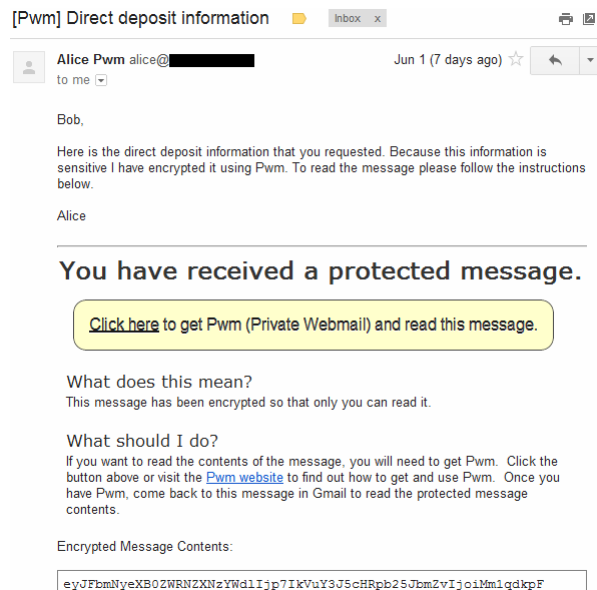 [Pwm] Direct deposit information Inbox x
Alice Pwm alice@ Jun 1 (7 days ago)
to me
Bob,
Here is the direct deposit information that you requested. Because this information is
sensitive I have encrypted it using Pwm. To read the message please follow the instructions
below.
Alice
You have received a protected message.
Click here to get Pwm (Private Webmail) and read this message.
What does this mean?
This message has been encrypted so that only you can read it.
What should I do?
If you want to read the contents of the message, you will need to get Pwm. Click the
button above or visit the Pwm website to find out how to get and use Pwm. Once you
have Pwm, come back to this message in Gmail to read the protected message
contents.
Encrypted Message Contents: